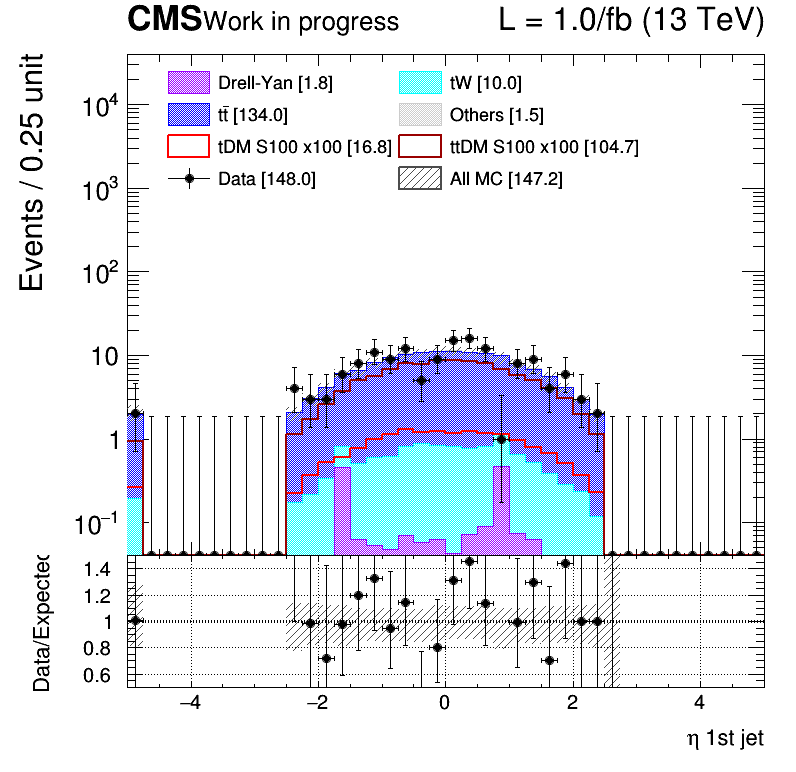 CMS Work in progress L = 1.0/fb (13 TeV)
Events / 0.25 unit
10⁴
10³
10²
10
1
10⁻¹
Drell-Yan [1.8] tW [10.0]
tt̄ [134.0] Others [1.5]
tDM S100 x100 [16.8] ttDM S100 x100 [104.7]
Data [148.0] All MC [147.2]
Data/Expected
1.4
1.2
1
0.8
0.6
−4 −2 0 2 4
η 1st jet